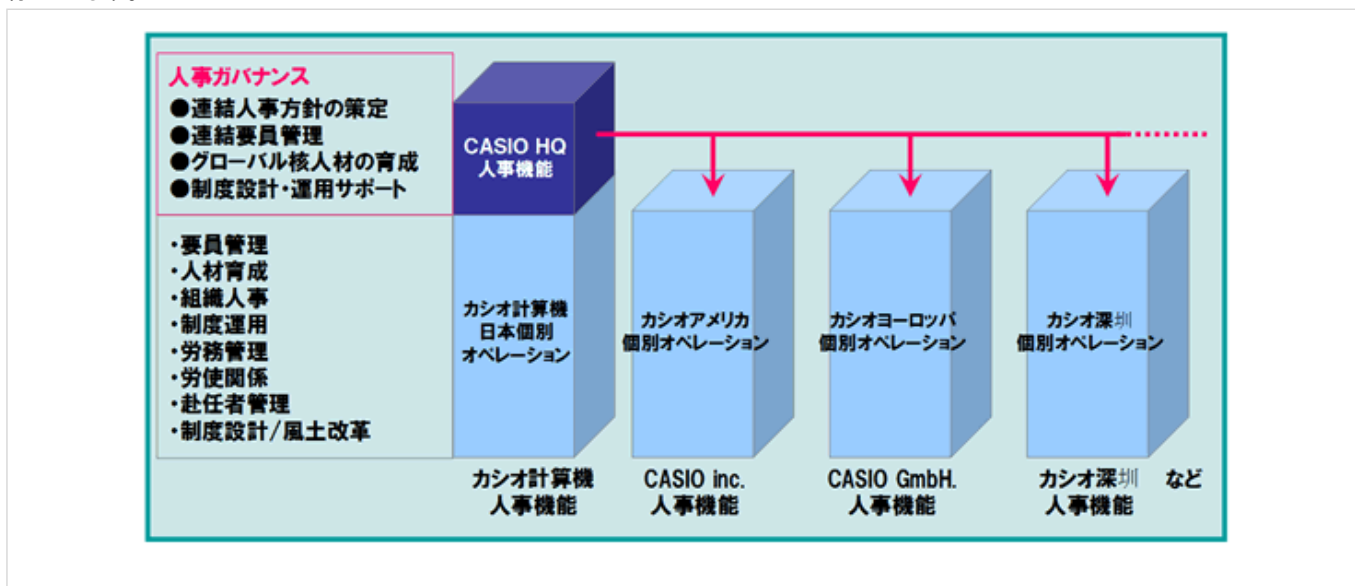 人事ガバナンス
●連結人事方針の策定
●連結要員管理
●グローバル核人材の育成
●制度設計・運用サポート
・要員管理
・人材育成
・組織人事
・制度運用
・労務管理
・労使関係
・赴任者管理
・制度設計/風土改革
CASIO HQ
人事機能
カシオ計算機
日本個別
オペレーション
カシオアメリカ
個別オペレーション
カシオヨーロッパ
個別オペレーション
カシオ深圳
個別オペレーション
カシオ計算機
人事機能
CASIO inc.
人事機能
CASIO GmbH.
人事機能
カシオ深圳
人事機能
など